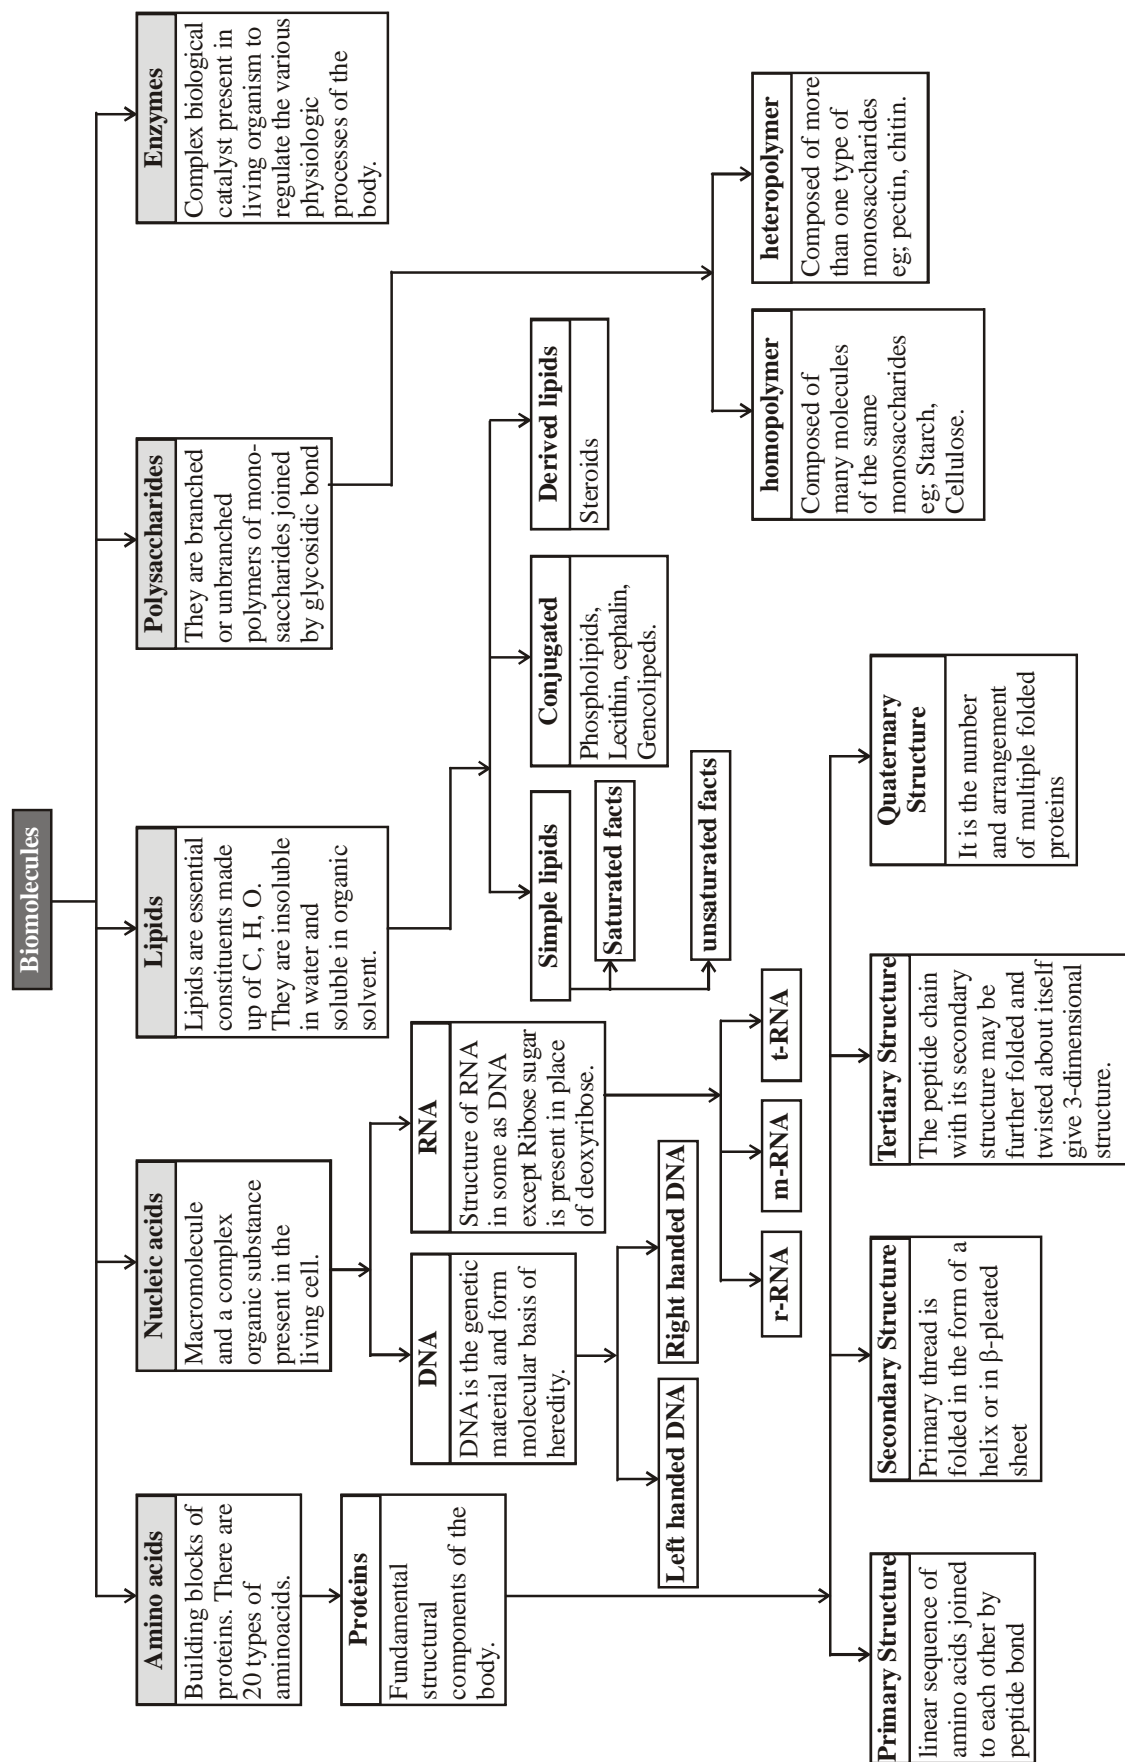 Biomolecules
Amino acids
Building blocks of
proteins. There are
20 types of
aminoacids.
Proteins
Fundamental
structural
components of the
body.
Primary Structure
linear sequence of
amino acids joined
to each other by
peptide bond
Secondary Structure
Primary thread is
folded in the form of a
helix or in β-pleated
sheet
Tertiary Structure
The peptide chain
with its secondary
structure may be
further folded and
twisted about itself
give 3-dimensional
structure.
Quaternary
Structure
It is the number
and arrangement
of multiple folded
proteins
Nucleic acids
Macromolecule
and a complex
organic substance
present in the
living cell.
DNA
DNA is the genetic
material and form
molecular basis of
heredity.
Left handed DNA
Right handed DNA
RNA
Structure of RNA
in some as DNA
except Ribose sugar
is present in place
of deoxyribose.
r-RNA
m-RNA
t-RNA
Lipids
Lipids are essential
constituents made
up of C, H, O.
They are insoluble
in water and
soluble in organic
solvent.
Simple lipids
Saturated facts
unsaturated facts
Conjugated
Phospholipids,
Lecithin, cephalin,
Gencolipeds.
Derived lipids
Steroids
Polysaccharides
They are branched
or unbranched
polymers of mono-
saccharides joined
by glycosidic bond
homopolymer
Composed of
many molecules
of the same
monosaccharides
eg; Starch,
Cellulose.
heteropolymer
Composed of more
than one type of
monosaccharides
eg; pectin, chitin.
Enzymes
Complex biological
catalyst present in
living organism to
regulate the various
physiologic
processes of the
body.